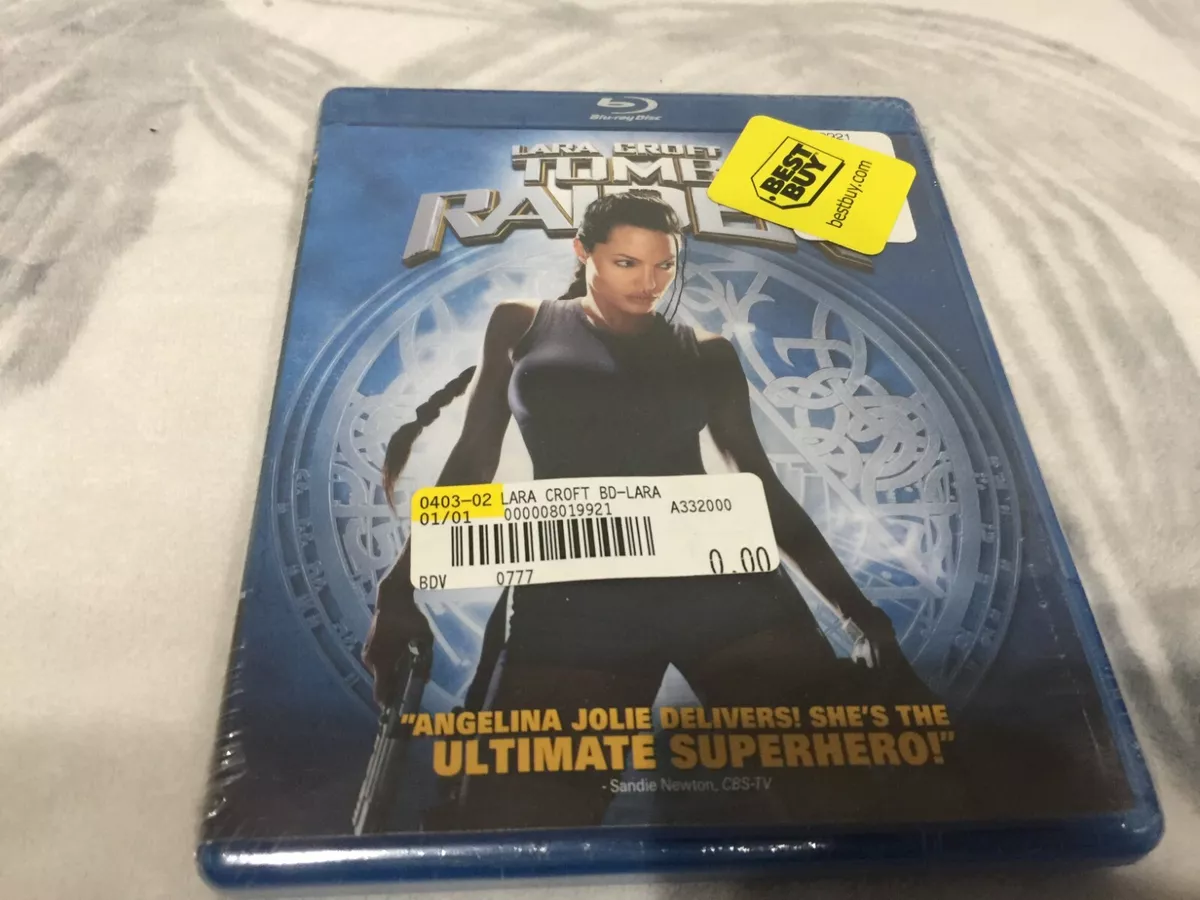 Blu-ray Disc
LARA CROFT
TOMB
RAIDER
BEST
BUY
bestbuy.com
9921
0403-02 LARA CROFT BD-LARA
01/01 000008019921 A332000
BDV 0777 0.00
"ANGELINA JOLIE DELIVERS! SHE'S THE
ULTIMATE SUPERHERO!"
- Sandie Newton, CBS-TV